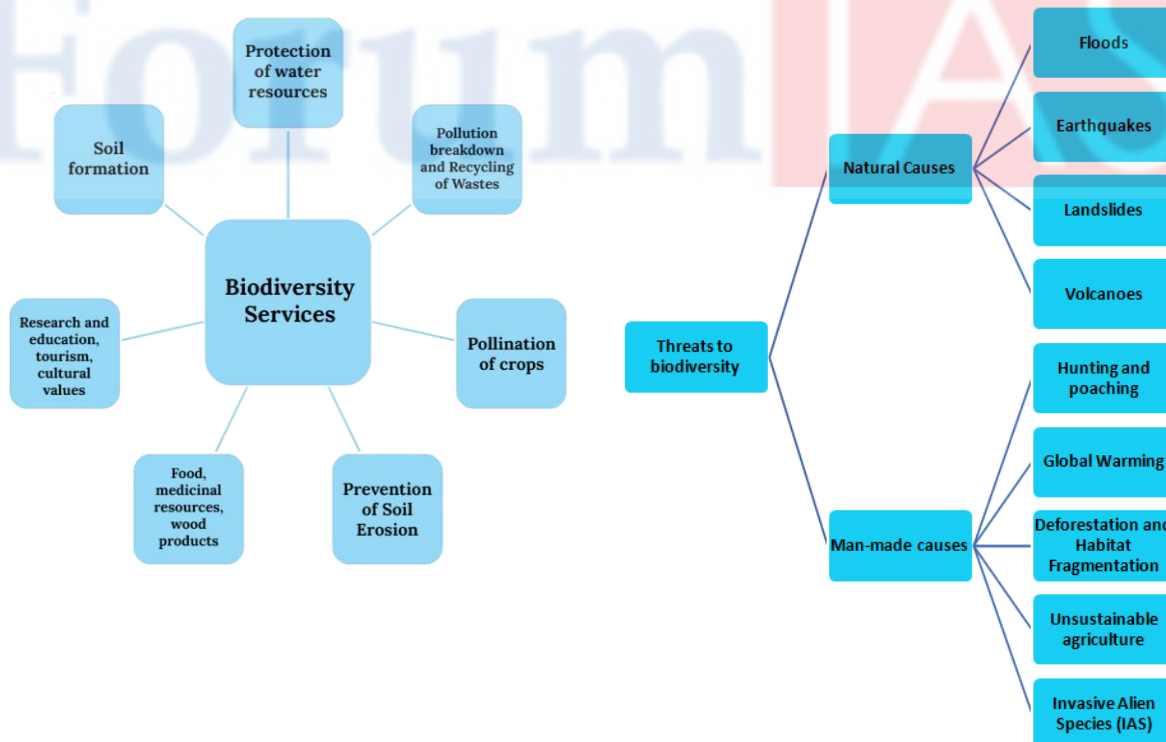 Forum IAS
Protection
of water
resources
Soil
formation
Pollution
breakdown
and Recycling
of Wastes
Biodiversity
Services
Research and
education,
tourism,
cultural
values
Pollination
of crops
Food,
medicinal
resources,
wood
products
Prevention
of Soil
Erosion
Threats to
biodiversity
Natural Causes
Floods
Earthquakes
Landslides
Volcanoes
Man-made causes
Hunting and
poaching
Global Warming
Deforestation and
Habitat
Fragmentation
Unsustainable
agriculture
Invasive Alien
Species (IAS)